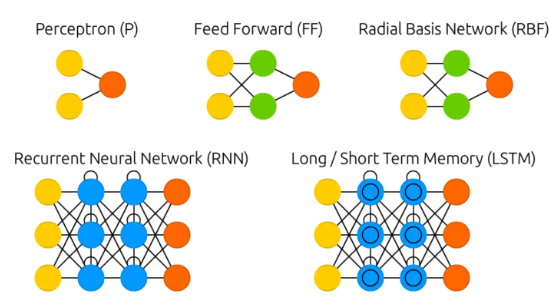 Perceptron (P)
Feed Forward (FF)
Radial Basis Network (RBF)
Recurrent Neural Network (RNN)
Long / Short Term Memory (LSTM)